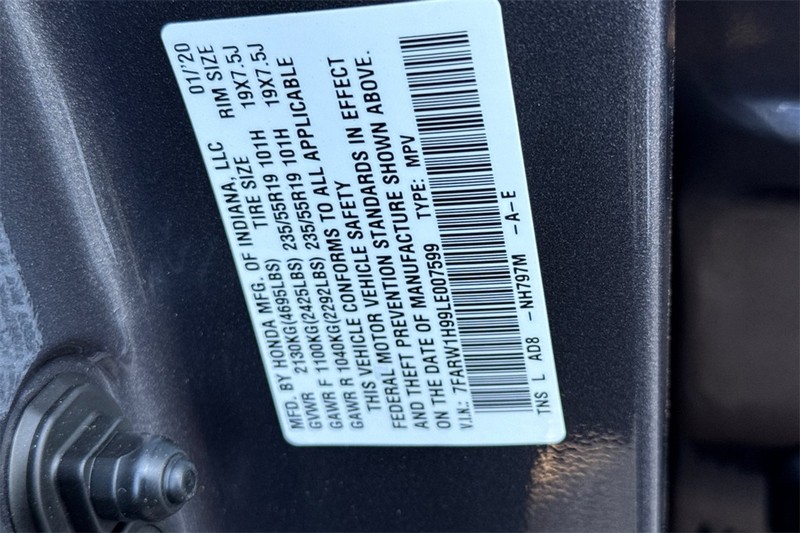 MFD. BY HONDA MFG. OF INDIANA, LLC 01/'20
GVWR 2130KG(4695LBS) TIRE SIZE RIM SIZE
GAWR F 1100KG(2425LBS) 235/55R19 101H 19X7.5J
GAWR R 1040KG(2292LBS) 235/55R19 101H 19X7.5J
THIS VEHICLE CONFORMS TO ALL APPLICABLE
FEDERAL MOTOR VEHICLE SAFETY
AND THEFT PREVENTION STANDARDS IN EFFECT
ON THE DATE OF MANUFACTURE SHOWN ABOVE.
V.I.N.: 7FARW1H99LE007599 TYPE: MPV
TNS L AD8 -NH797M -A-E